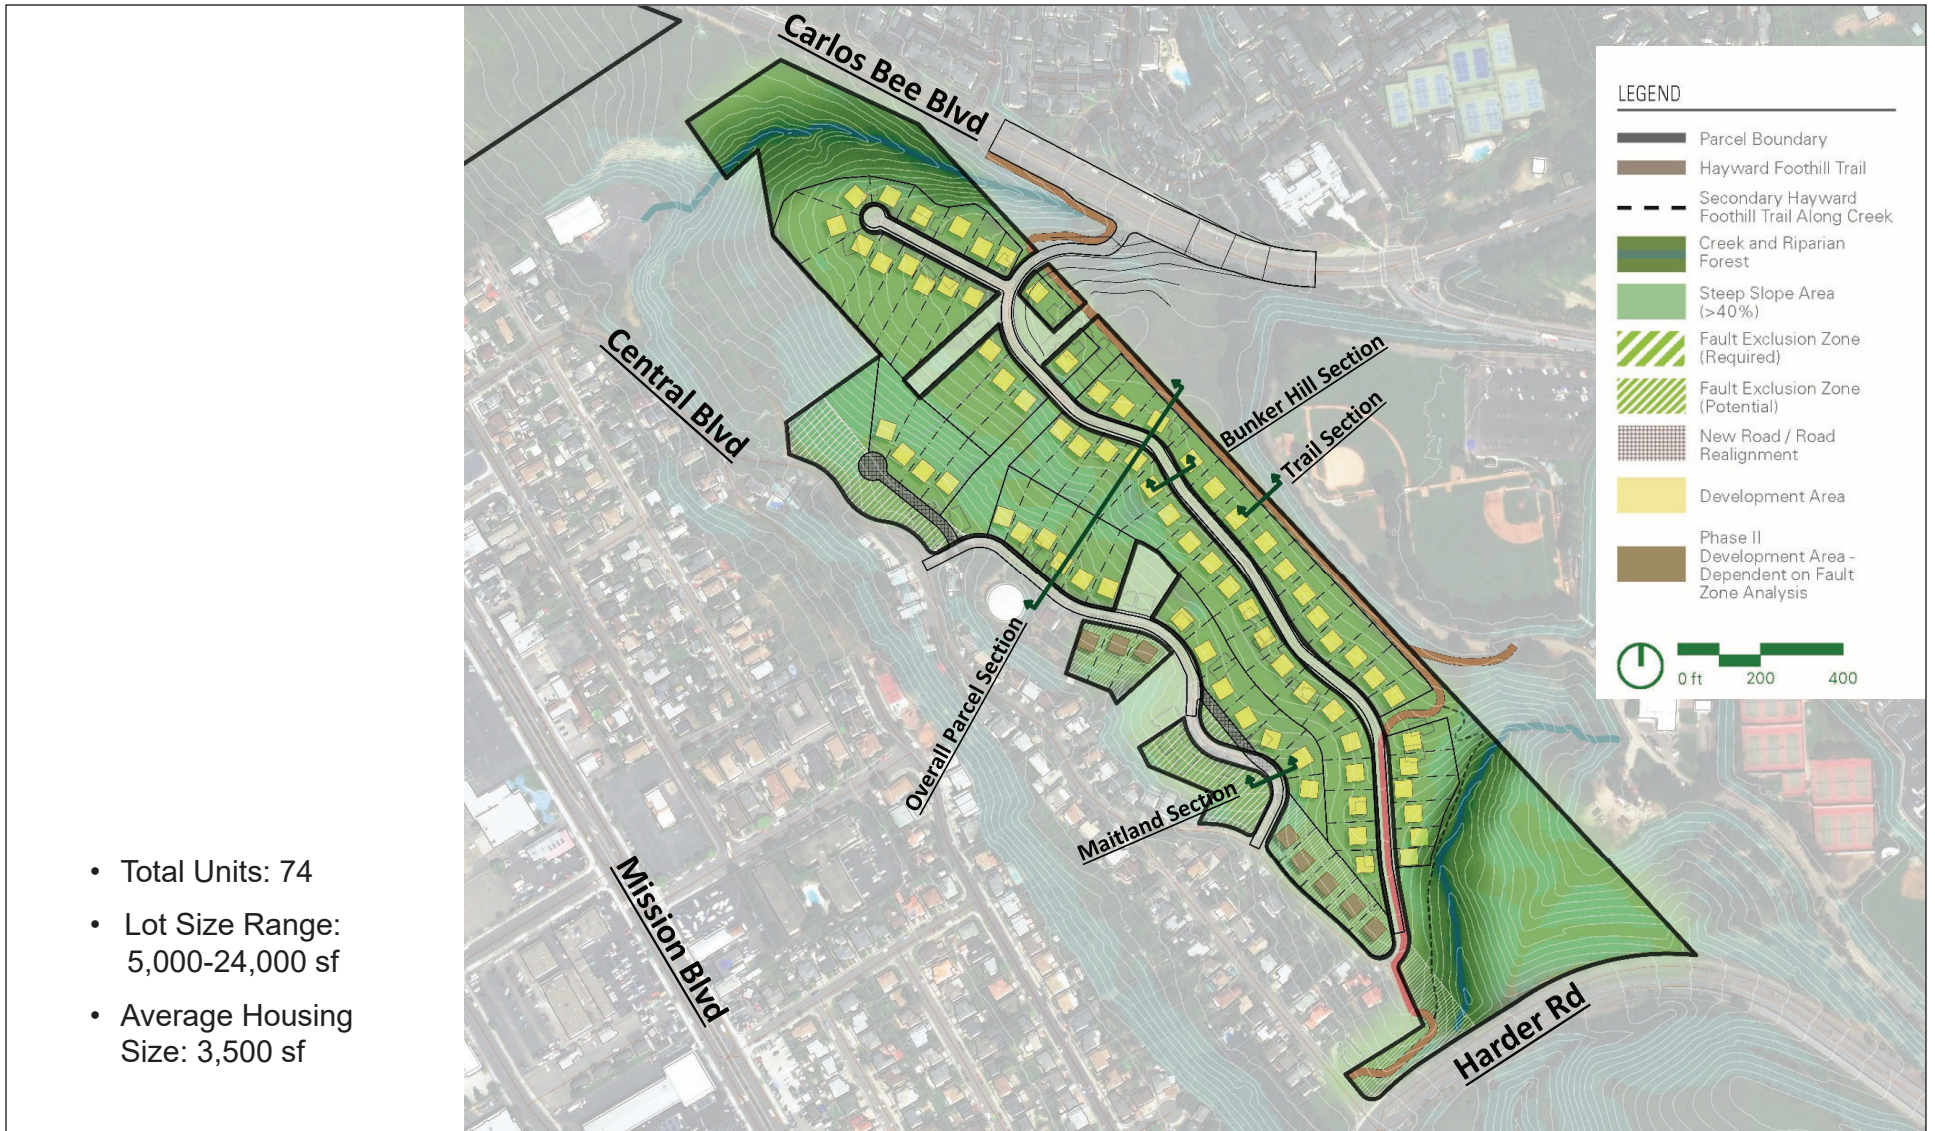 Carlos Bee Blvd
Central Blvd
Bunker Hill Section
Trail Section
Overall Parcel Section
Maitland Section
Mission Blvd
Harder Rd
• Total Units: 74
• Lot Size Range:
5,000-24,000 sf
• Average Housing
Size: 3,500 sf
LEGEND
Parcel Boundary
Hayward Foothill Trail
Secondary Hayward
Foothill Trail Along Creek
Creek and Riparian
Forest
Steep Slope Area
(>40%)
Fault Exclusion Zone
(Required)
Fault Exclusion Zone
(Potential)
New Road / Road
Realignment
Development Area
Phase II
Development Area -
Dependent on Fault
Zone Analysis
0 ft 200 400